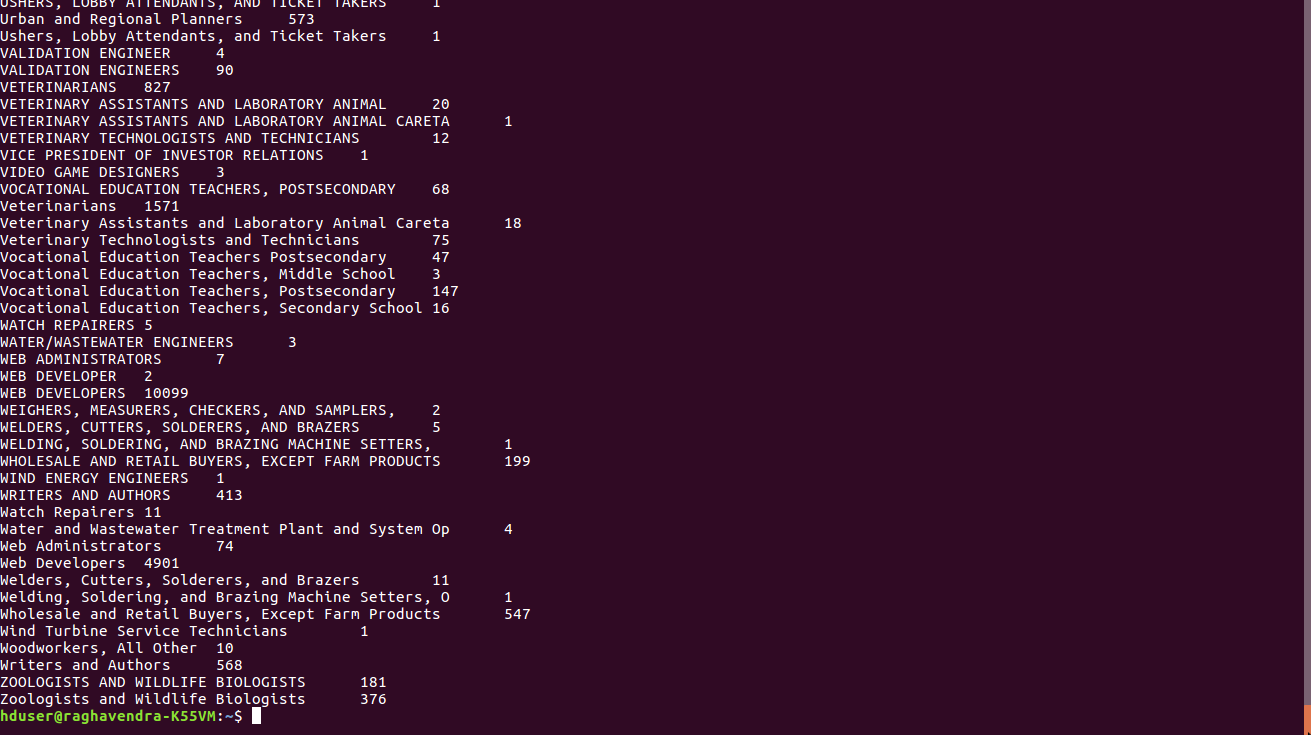 USHERS, LOBBY ATTENDANTS, AND TICKET TAKERS 1
Urban and Regional Planners 573
Ushers, Lobby Attendants, and Ticket Takers 1
VALIDATION ENGINEER 4
VALIDATION ENGINEERS 90
VETERINARIANS 827
VETERINARY ASSISTANTS AND LABORATORY ANIMAL 20
VETERINARY ASSISTANTS AND LABORATORY ANIMAL CARETA 1
VETERINARY TECHNOLOGISTS AND TECHNICIANS 12
VICE PRESIDENT OF INVESTOR RELATIONS 1
VIDEO GAME DESIGNERS 3
VOCATIONAL EDUCATION TEACHERS, POSTSECONDARY 68
Veterinarians 1571
Veterinary Assistants and Laboratory Animal Careta 18
Veterinary Technologists and Technicians 75
Vocational Education Teachers Postsecondary 47
Vocational Education Teachers, Middle School 3
Vocational Education Teachers, Postsecondary 147
Vocational Education Teachers, Secondary School 16
WATCH REPAIRERS 5
WATER/WASTEWATER ENGINEERS 3
WEB ADMINISTRATORS 7
WEB DEVELOPER 2
WEB DEVELOPERS 10099
WEIGHERS, MEASURERS, CHECKERS, AND SAMPLERS, 2
WELDERS, CUTTERS, SOLDERERS, AND BRAZERS 5
WELDING, SOLDERING, AND BRAZING MACHINE SETTERS, 1
WHOLESALE AND RETAIL BUYERS, EXCEPT FARM PRODUCTS 199
WIND ENERGY ENGINEERS 1
WRITERS AND AUTHORS 413
Watch Repairers 11
Water and Wastewater Treatment Plant and System Op 4
Web Administrators 74
Web Developers 4901
Welders, Cutters, Solderers, and Brazers 11
Welding, Soldering, and Brazing Machine Setters, O 1
Wholesale and Retail Buyers, Except Farm Products 547
Wind Turbine Service Technicians 1
Woodworkers, All Other 10
Writers and Authors 568
ZOOLOGISTS AND WILDLIFE BIOLOGISTS 181
Zoologists and Wildlife Biologists 376
hduser@raghavendra-K55VM:~$